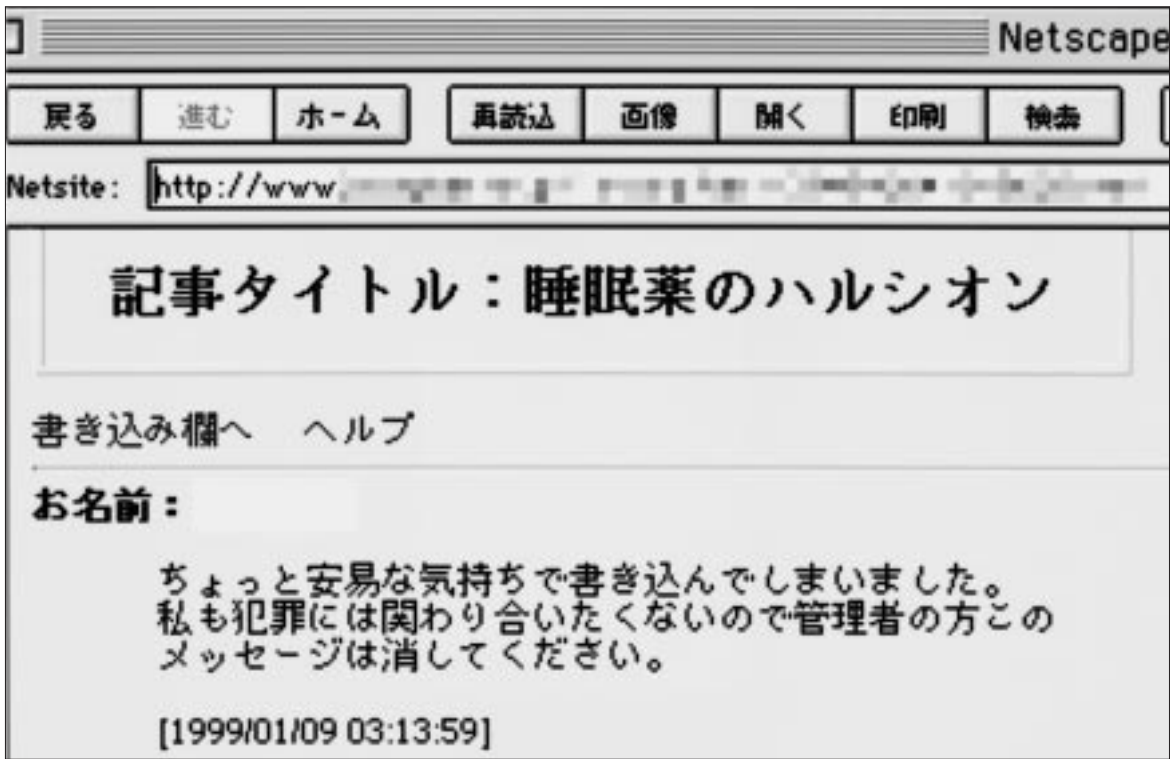 Netscape
戻る 進む ホーム 再読込 画像 開く 印刷 検索
Netsite: http://www.
記事タイトル：睡眠薬のハルシオン
書き込み欄へ ヘルプ
お名前：
ちょっと安易な気持ちで書き込んでしまいました。
私も犯罪には関わり合いたくないので管理者の方この
メッセージは消してください。
[1999/01/09 03:13:59]